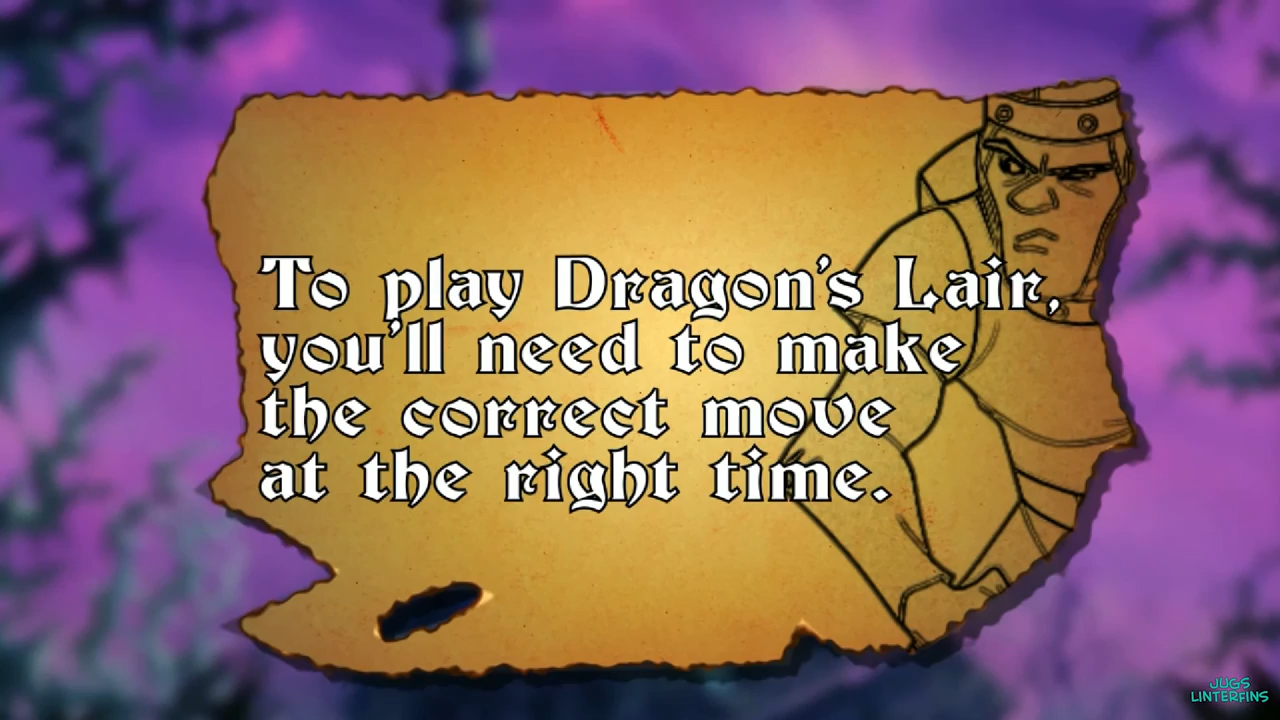 To play Dragon's Lair,
you'll need to make
the correct move
at the right time.
JUGS
LINTERFINS